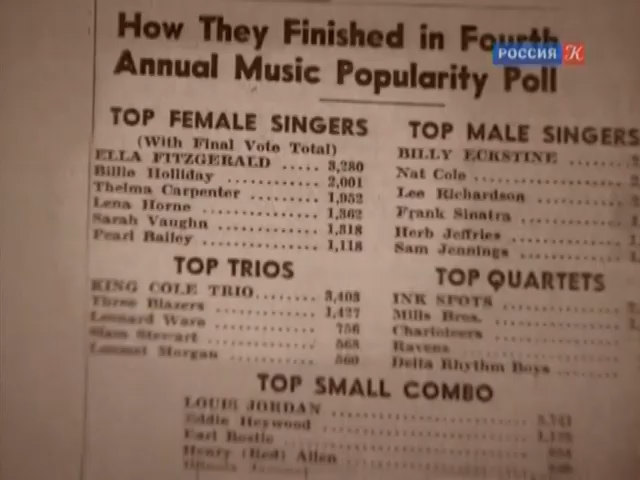 How They Finished in Fourth
Annual Music Popularity Poll
РОССИЯ К
TOP FEMALE SINGERS
(With Final Vote Total)
ELLA FITZGERALD ..... 3,280
Billie Holliday ............ 2,001
Thelma Carpenter .......... 1,952
Lena Horne ............... 1,362
Sarah Vaughn ............. 1,318
Pearl Bailey .............. 1,118
TOP MALE SINGERS
BILLY ECKSTINE
Nat Cole
Lee Richardson
Frank Sinatra
Herb Jeffries
Sam Jennings
TOP TRIOS
KING COLE TRIO........ 3,403
Three Blazers ............ 1,427
Leonard Ware ............ 756
Slam Stewart ............ 568
Morgan ............ 560
TOP QUARTETS
INK SPOTS
Mills Bros.
Charioteers
Ravens
Delta Rhythm Boys
TOP SMALL COMBO
LOUIS JORDAN
Eddie Heywood
Earl Bostic
Henry (Red) Allen